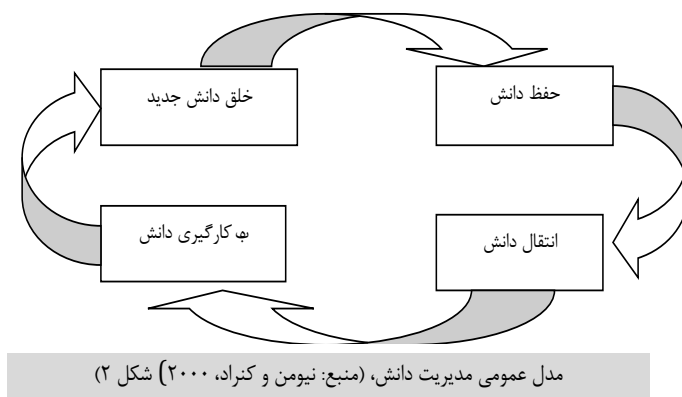 خلق دانش جدید
حفظ دانش
به کارگیری دانش
انتقال دانش
مدل عمومی مدیریت دانش، (منبع: نیومن و کنراد، ۲۰۰۰) شکل ۲)